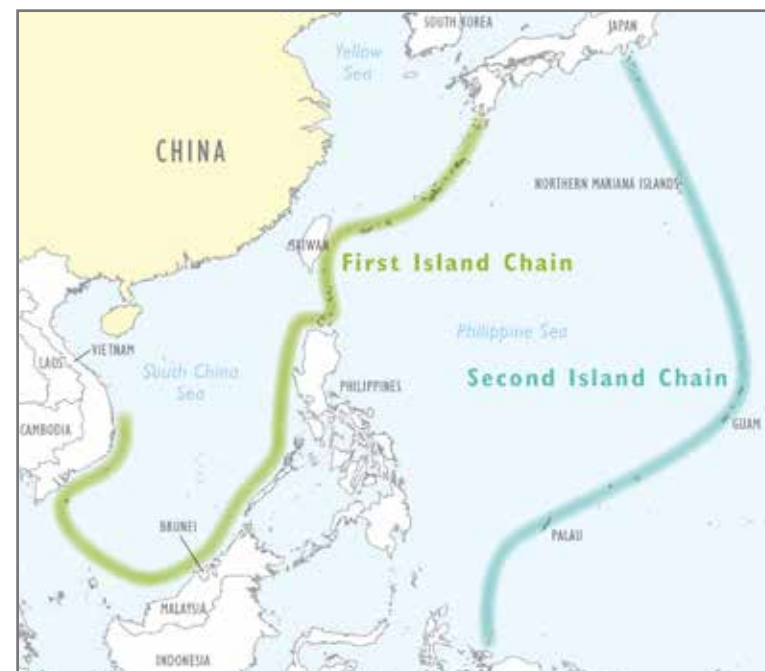 SOUTH KOREA
JAPAN
Yellow
Sea
CHINA
NORTHERN MARIANA ISLANDS
TAIWAN
First Island Chain
Philippine Sea
VIETNAM
LAOS
South China
Sea
Second Island Chain
PHILIPPINES
CAMBODIA
GUAM
BRUNEI
PALAU
MALAYSIA
INDONESIA